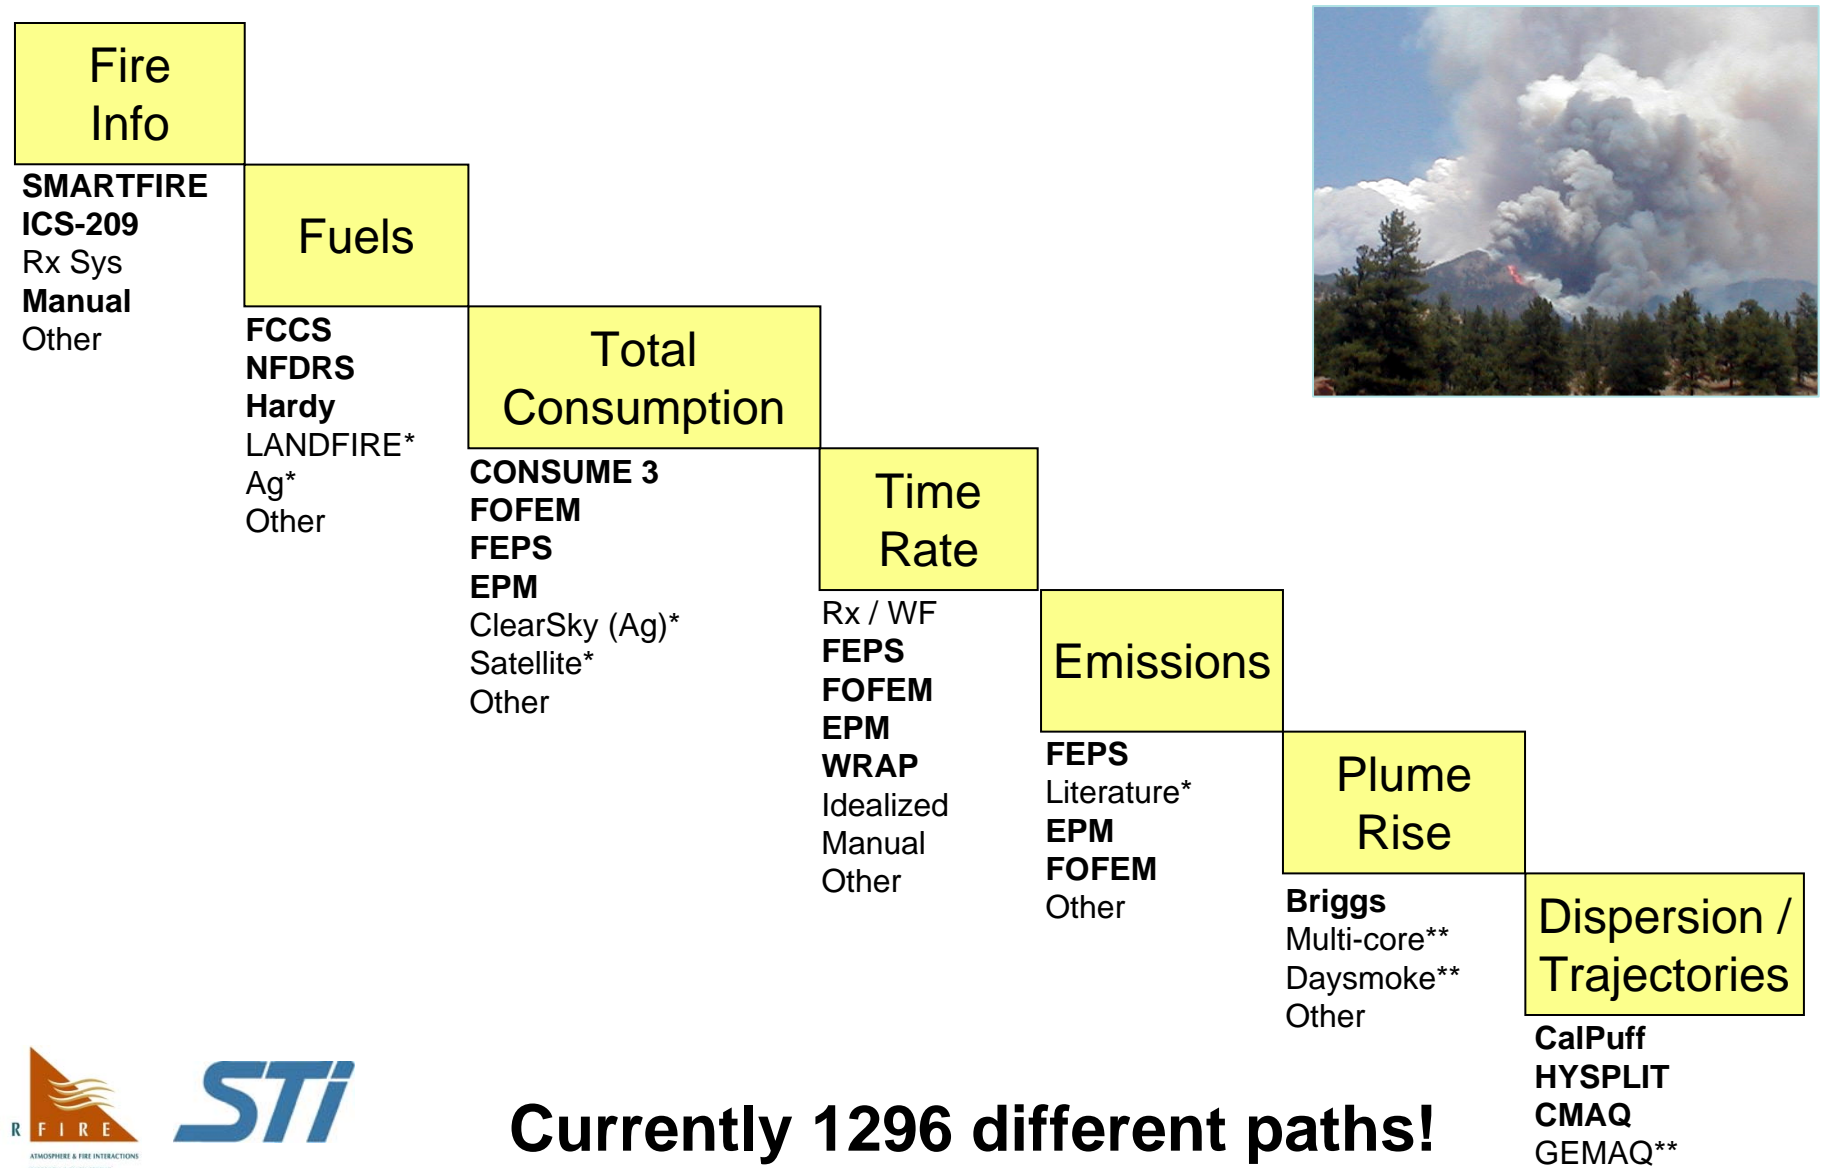 Fire
Info
SMARTFIRE
ICS-209
Rx Sys
Manual
Other
Fuels
FCCS
NFDRS
Hardy
LANDFIRE*
Ag*
Other
Total
Consumption
CONSUME 3
FOFEM
FEPS
EPM
ClearSky (Ag)*
Satellite*
Other
Time
Rate
Rx / WF
FEPS
FOFEM
EPM
WRAP
Idealized
Manual
Other
Emissions
FEPS
Literature*
EPM
FOFEM
Other
Plume
Rise
Briggs
Multi-core**
Daysmoke**
Other
Dispersion /
Trajectories
CalPuff
HYSPLIT
CMAQ
GEMAQ**
R FIRE
ATMOSPHERE & FIRE INTERACTIONS
STi
Currently 1296 different paths!